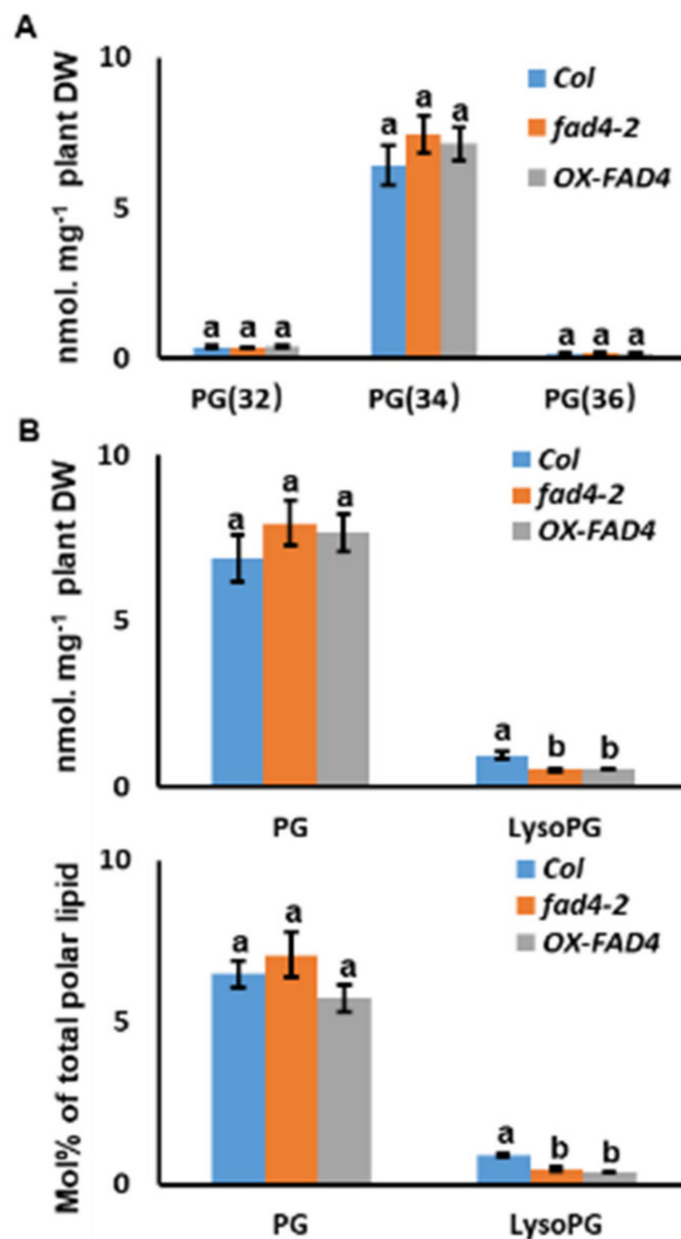 A
nmol. mg⁻¹ plant DW
10
5
0
Col
fad4-2
OX-FAD4
a a a
a a a
a a a
PG(32) PG(34) PG(36)
B
nmol. mg⁻¹ plant DW
10
5
0
Col
fad4-2
OX-FAD4
a a a
a b b
PG LysoPG
Mol% of total polar lipid
10
5
0
Col
fad4-2
OX-FAD4
a a a
a b b
PG LysoPG